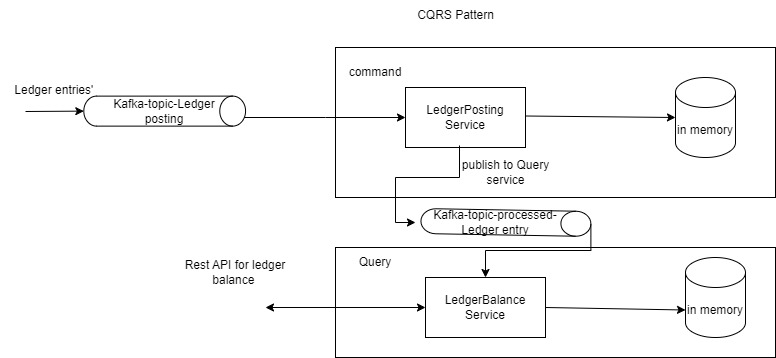 CQRS Pattern
command
Ledger entries'
Kafka-topic-Ledger
posting
LedgerPosting
Service
in memory
publish to Query
service
Kafka-topic-processed-
Ledger entry
Query
Rest API for ledger
balance
LedgerBalance
Service
in memory